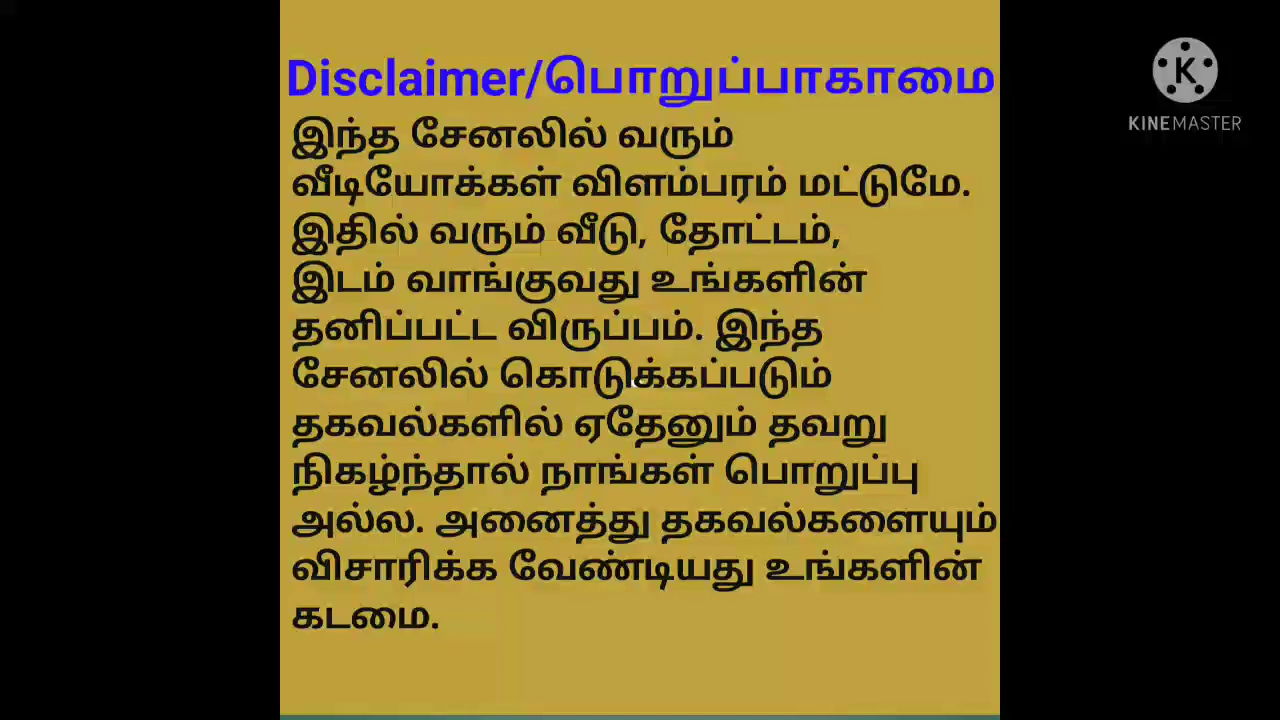 Disclaimer/பொறுப்பாகாமை
இந்த சேனலில் வரும்
வீடியோக்கள் விளம்பரம் மட்டுமே.
இதில் வரும் வீடு, தோட்டம்,
இடம் வாங்குவது உங்களின்
தனிப்பட்ட விருப்பம். இந்த
சேனலில் கொடுக்கப்படும்
தகவல்களில் ஏதேனும் தவறு
நிகழ்ந்தால் நாங்கள் பொறுப்பு
அல்ல. அனைத்து தகவல்களையும்
விசாரிக்க வேண்டியது உங்களின்
கடமை.
K
KINEMASTER